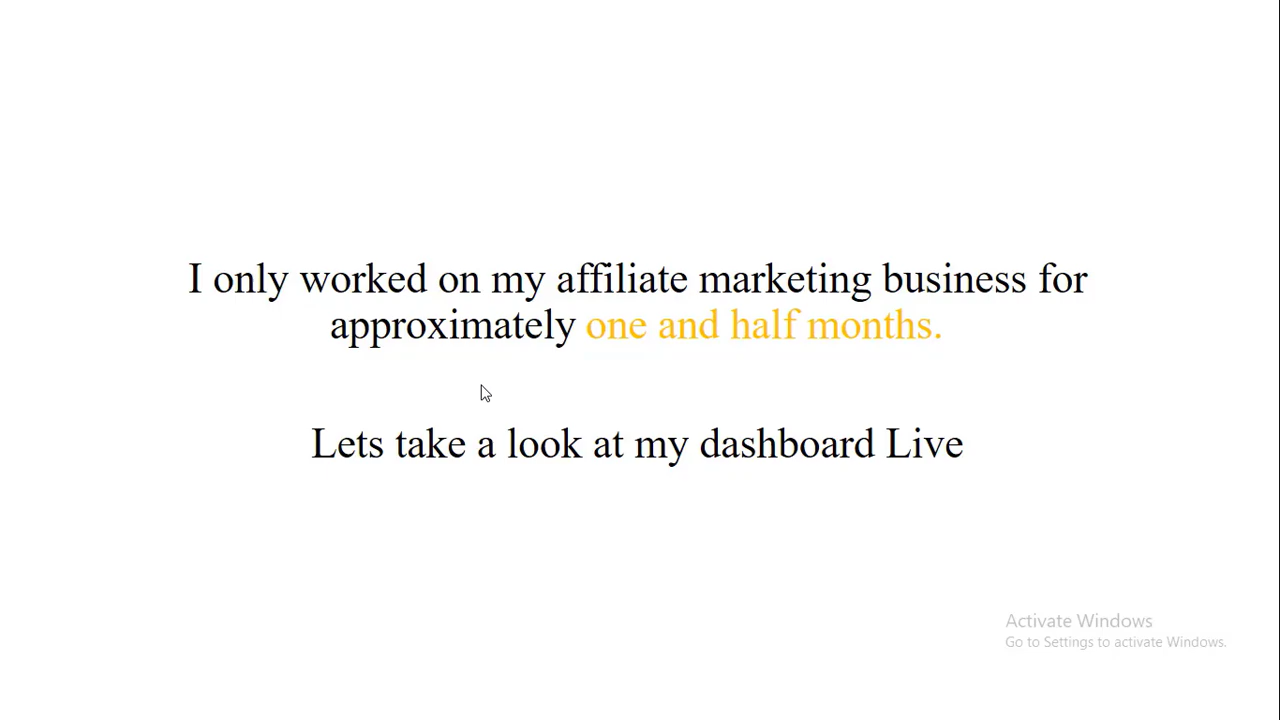 I only worked on my affiliate marketing business for
approximately one and half months.
Lets take a look at my dashboard Live
Activate Windows
Go to Settings to activate Windows.